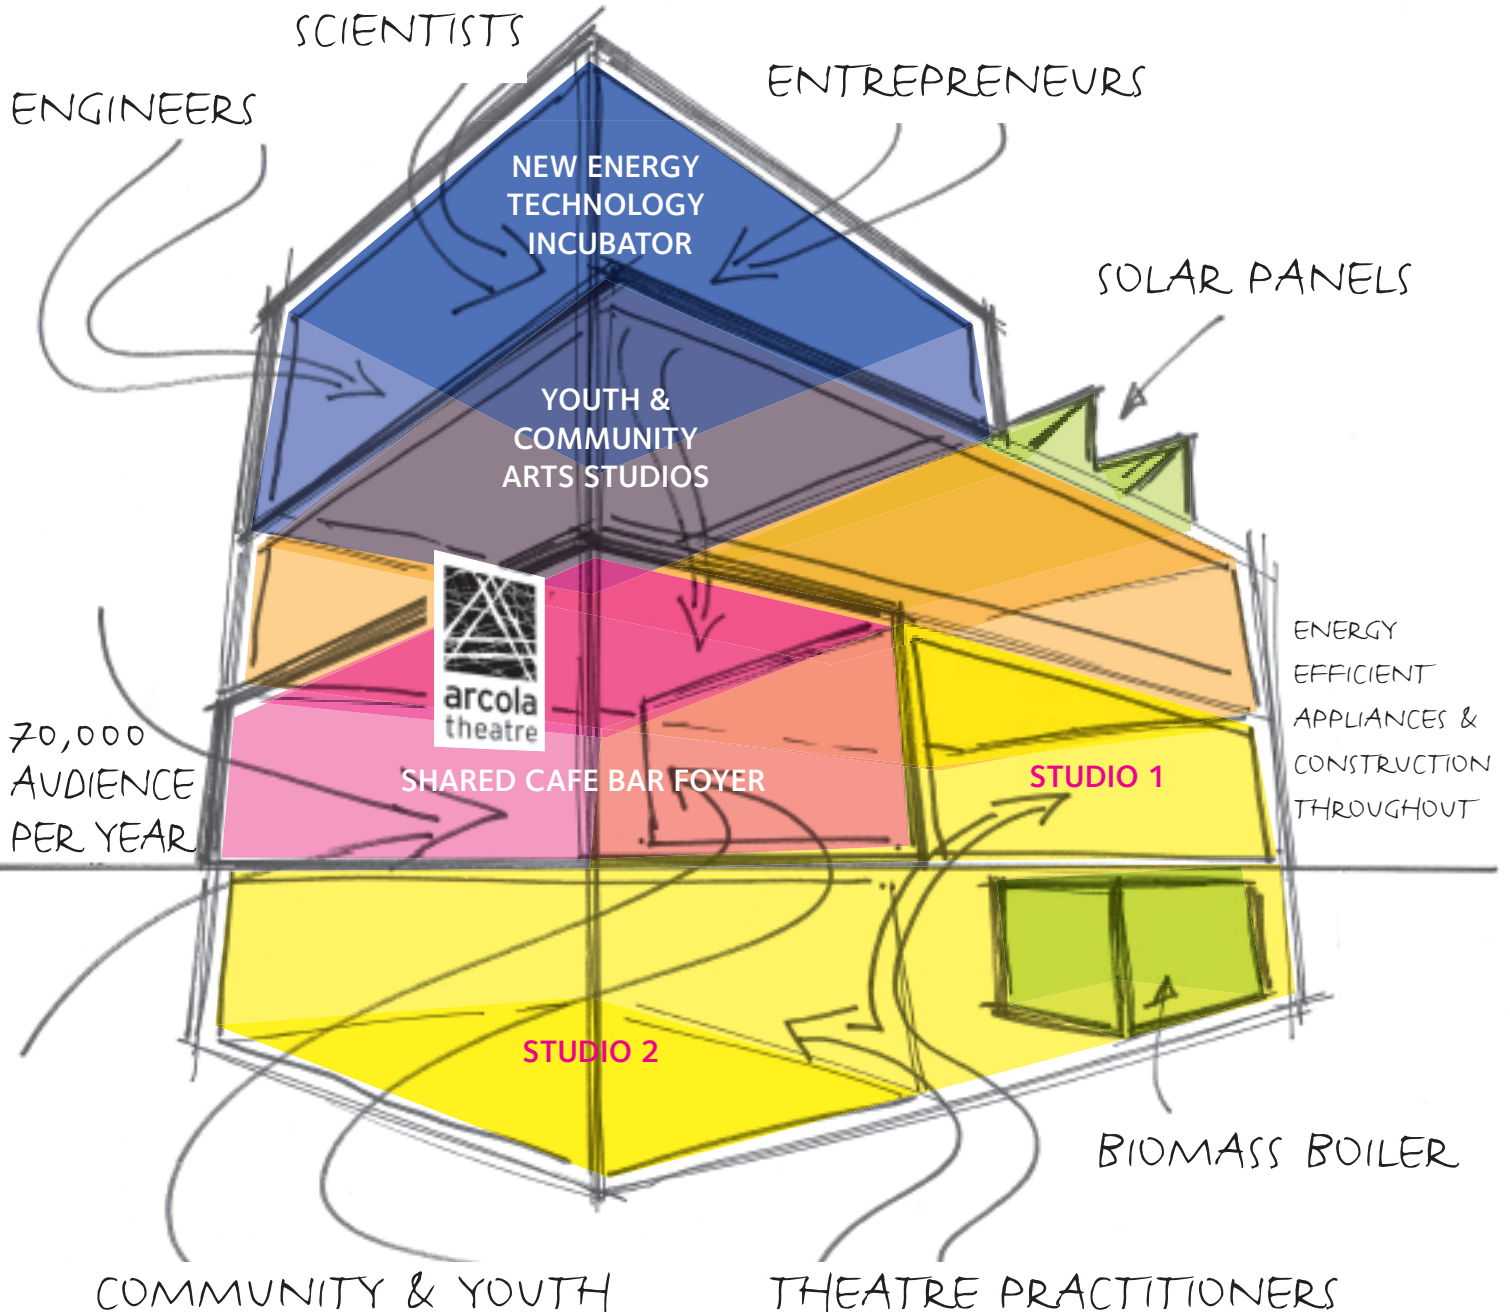 SCIENTISTS
ENGINEERS
ENTREPRENEURS
NEW ENERGY
TECHNOLOGY
INCUBATOR
SOLAR PANELS
YOUTH &
COMMUNITY
ARTS STUDIOS
arcola
theatre
ENERGY
EFFICIENT
APPLIANCES &
CONSTRUCTION
THROUGHOUT
70,000
AUDIENCE
PER YEAR
SHARED CAFE BAR FOYER
STUDIO 1
STUDIO 2
BIOMASS BOILER
COMMUNITY & YOUTH
THEATRE PRACTITIONERS